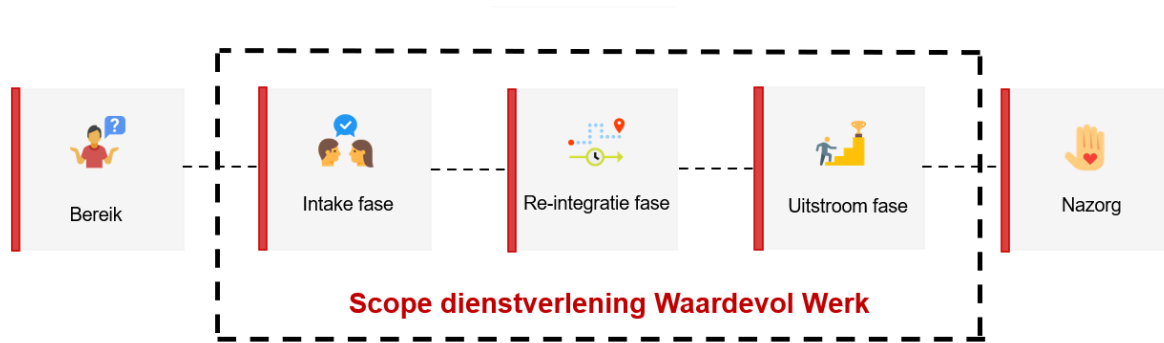 ?
Bereik
Intake fase
Re-integratie fase
Uitstroom fase
Nazorg
Scope dienstverlening Waardevol Werk